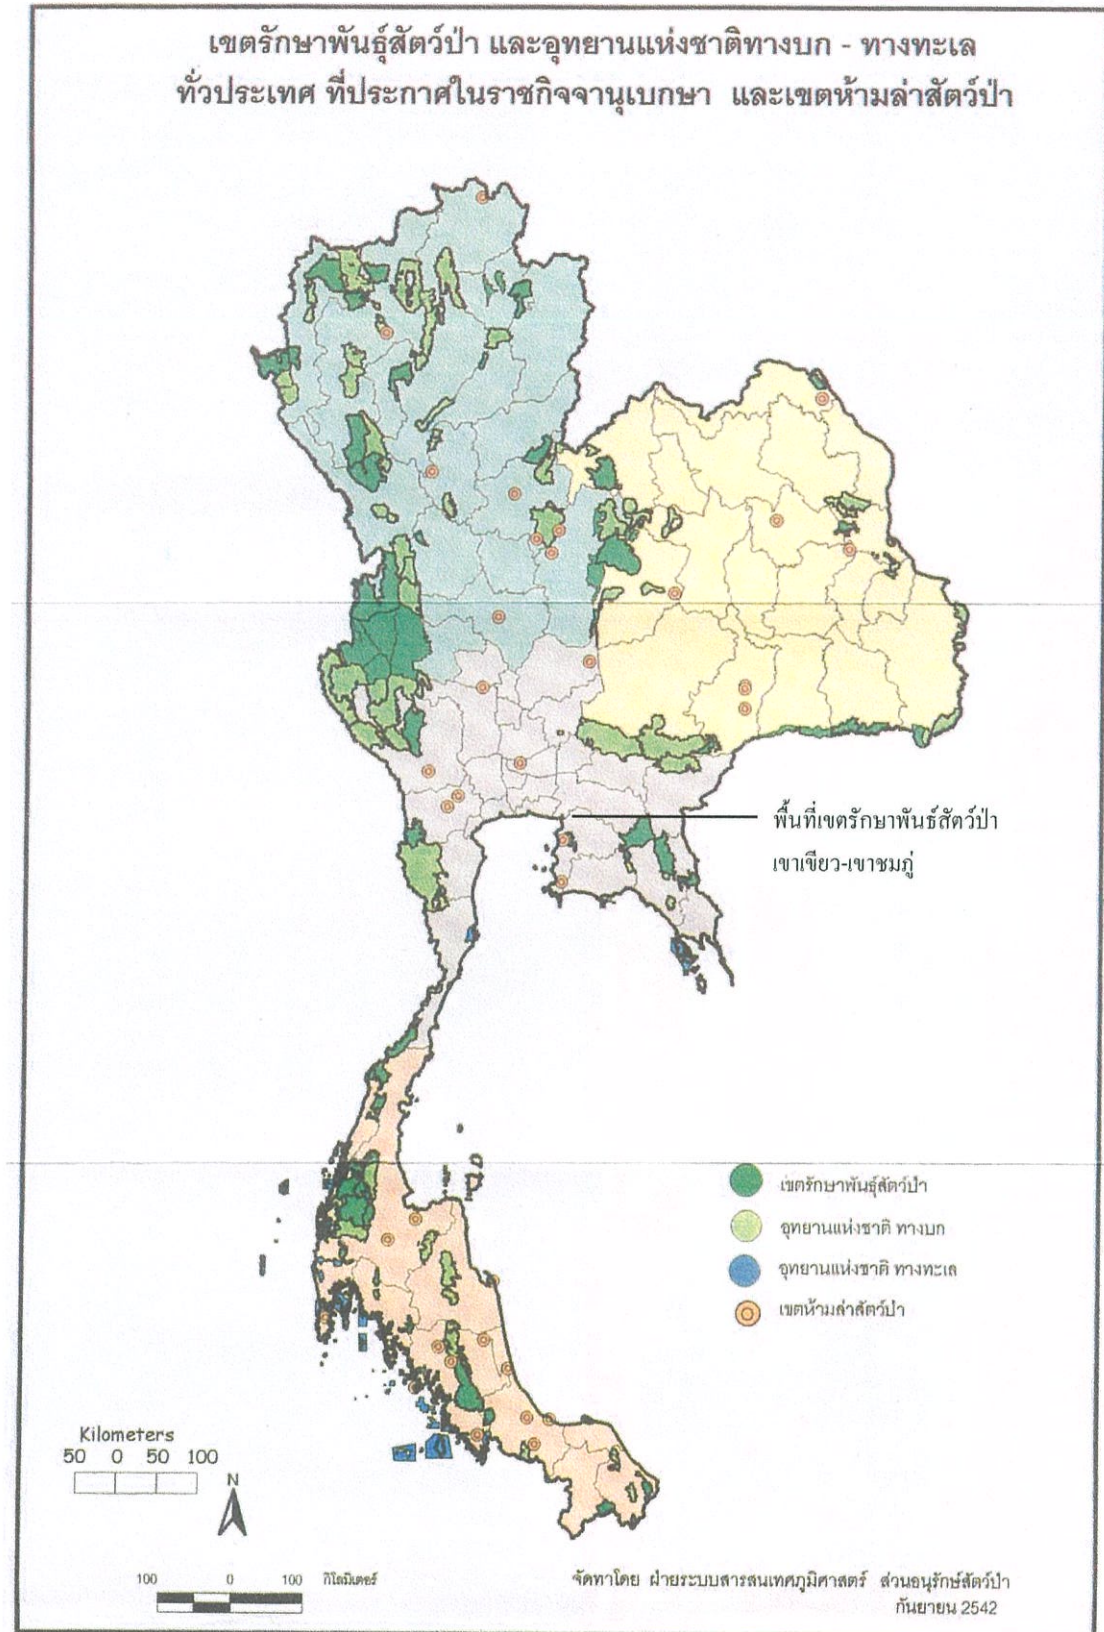 เขตรักษาพันธุ์สัตว์ป่า และอุทยานแห่งชาติทางบก - ทางทะเล
ทั่วประเทศ ที่ประกาศในราชกิจจานุเบกษา และเขตห้ามล่าสัตว์ป่า
พื้นที่เขตรักษาพันธ์สัตว์ป่า
เขาเขียว-เขาชมภู่
เขตรักษาพันธุ์สัตว์ป่า
อุทยานแห่งชาติ ทางบก
อุทยานแห่งชาติ ทางทะเล
เขตห้ามล่าสัตว์ป่า
Kilometers
50 0 50 100
N
100 0 100 กิโลมิเตอร์
จัดทำโดย ฝ่ายระบบสารสนเทศภูมิศาสตร์ ส่วนอนุรักษ์สัตว์ป่า
กันยายน 2542